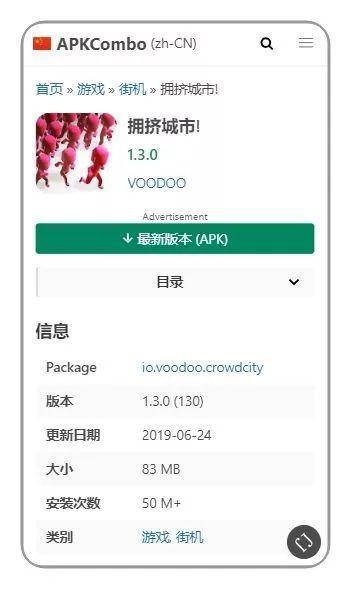 APKCombo (zh-CN)
首页 » 游戏 » 街机 » 拥挤城市!
拥挤城市!
1.3.0
VOODOO
Advertisement
最新版本 (APK)
目录
信息
Package io.voodoo.crowdcity
版本 1.3.0 (130)
更新日期 2019-06-24
大小 83 MB
安装次数 50 M+
类别 游戏, 街机